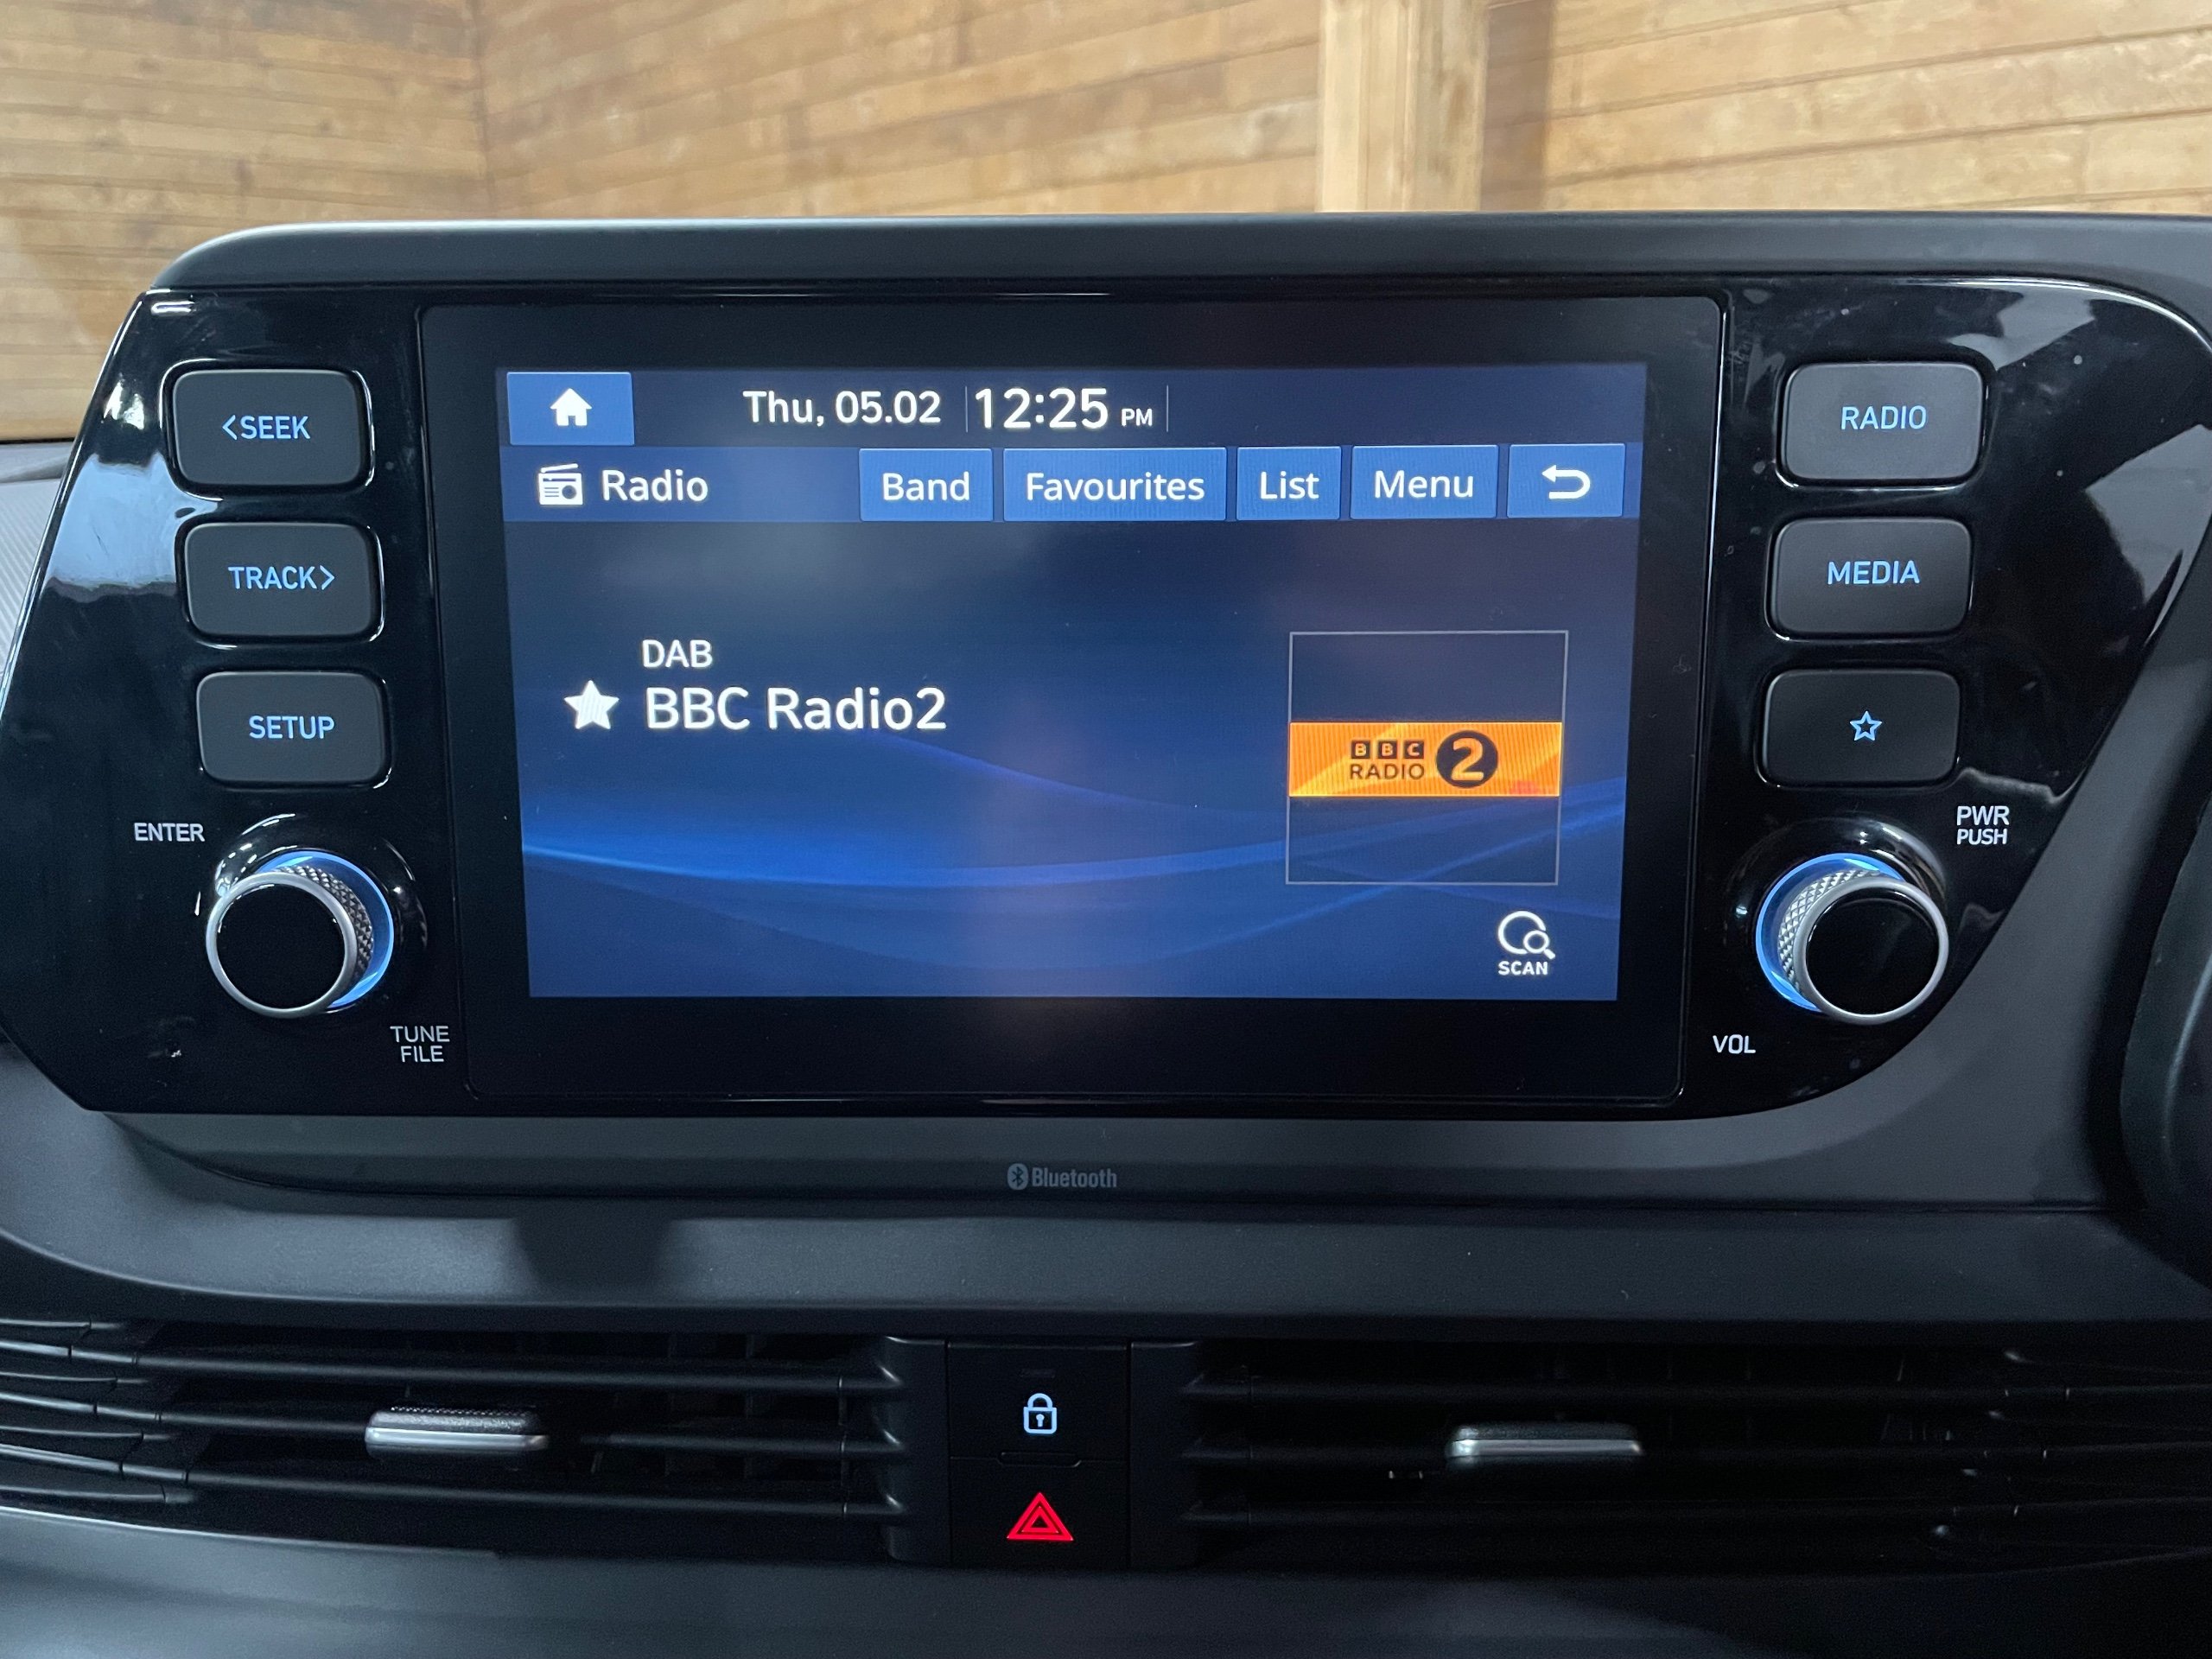 <SEEK
TRACK>
SETUP
ENTER
TUNE
FILE
Thu, 05.02 12:25 PM
Radio Band Favourites List Menu
DAB
BBC Radio2
BBC
RADIO 2
SCAN
RADIO
MEDIA
PWR
PUSH
VOL
Bluetooth